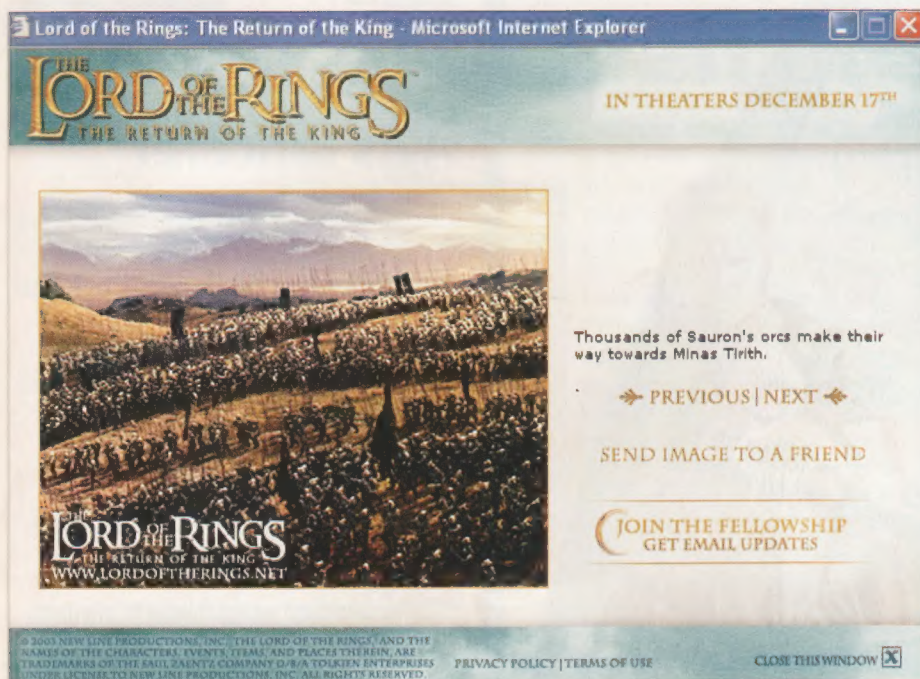 Lord of the Rings: The Return of the King - Microsoft Internet Explorer
THE
LORD OF THE RINGS
THE RETURN OF THE KING
IN THEATERS DECEMBER 17TH
Thousands of Sauron's orcs make their
way towards Minas Tirith.
PREVIOUS | NEXT
SEND IMAGE TO A FRIEND
JOIN THE FELLOWSHIP
GET EMAIL UPDATES
THE
LORD OF THE RINGS
THE RETURN OF THE KING
WWW.LORDOFTHERINGS.NET
© 2003 NEW LINE PRODUCTIONS, INC. THE LORD OF THE RINGS, AND THE
NAMES OF THE CHARACTERS, EVENTS, ITEMS, AND PLACES THEREIN, ARE
TRADEMARKS OF THE SAUL ZAENTZ COMPANY D/B/A TOLKIEN ENTERPRISES
UNDER LICENSE TO NEW LINE PRODUCTIONS, INC. ALL RIGHTS RESERVED.
PRIVACY POLICY | TERMS OF USE
CLOSE THIS WINDOW X